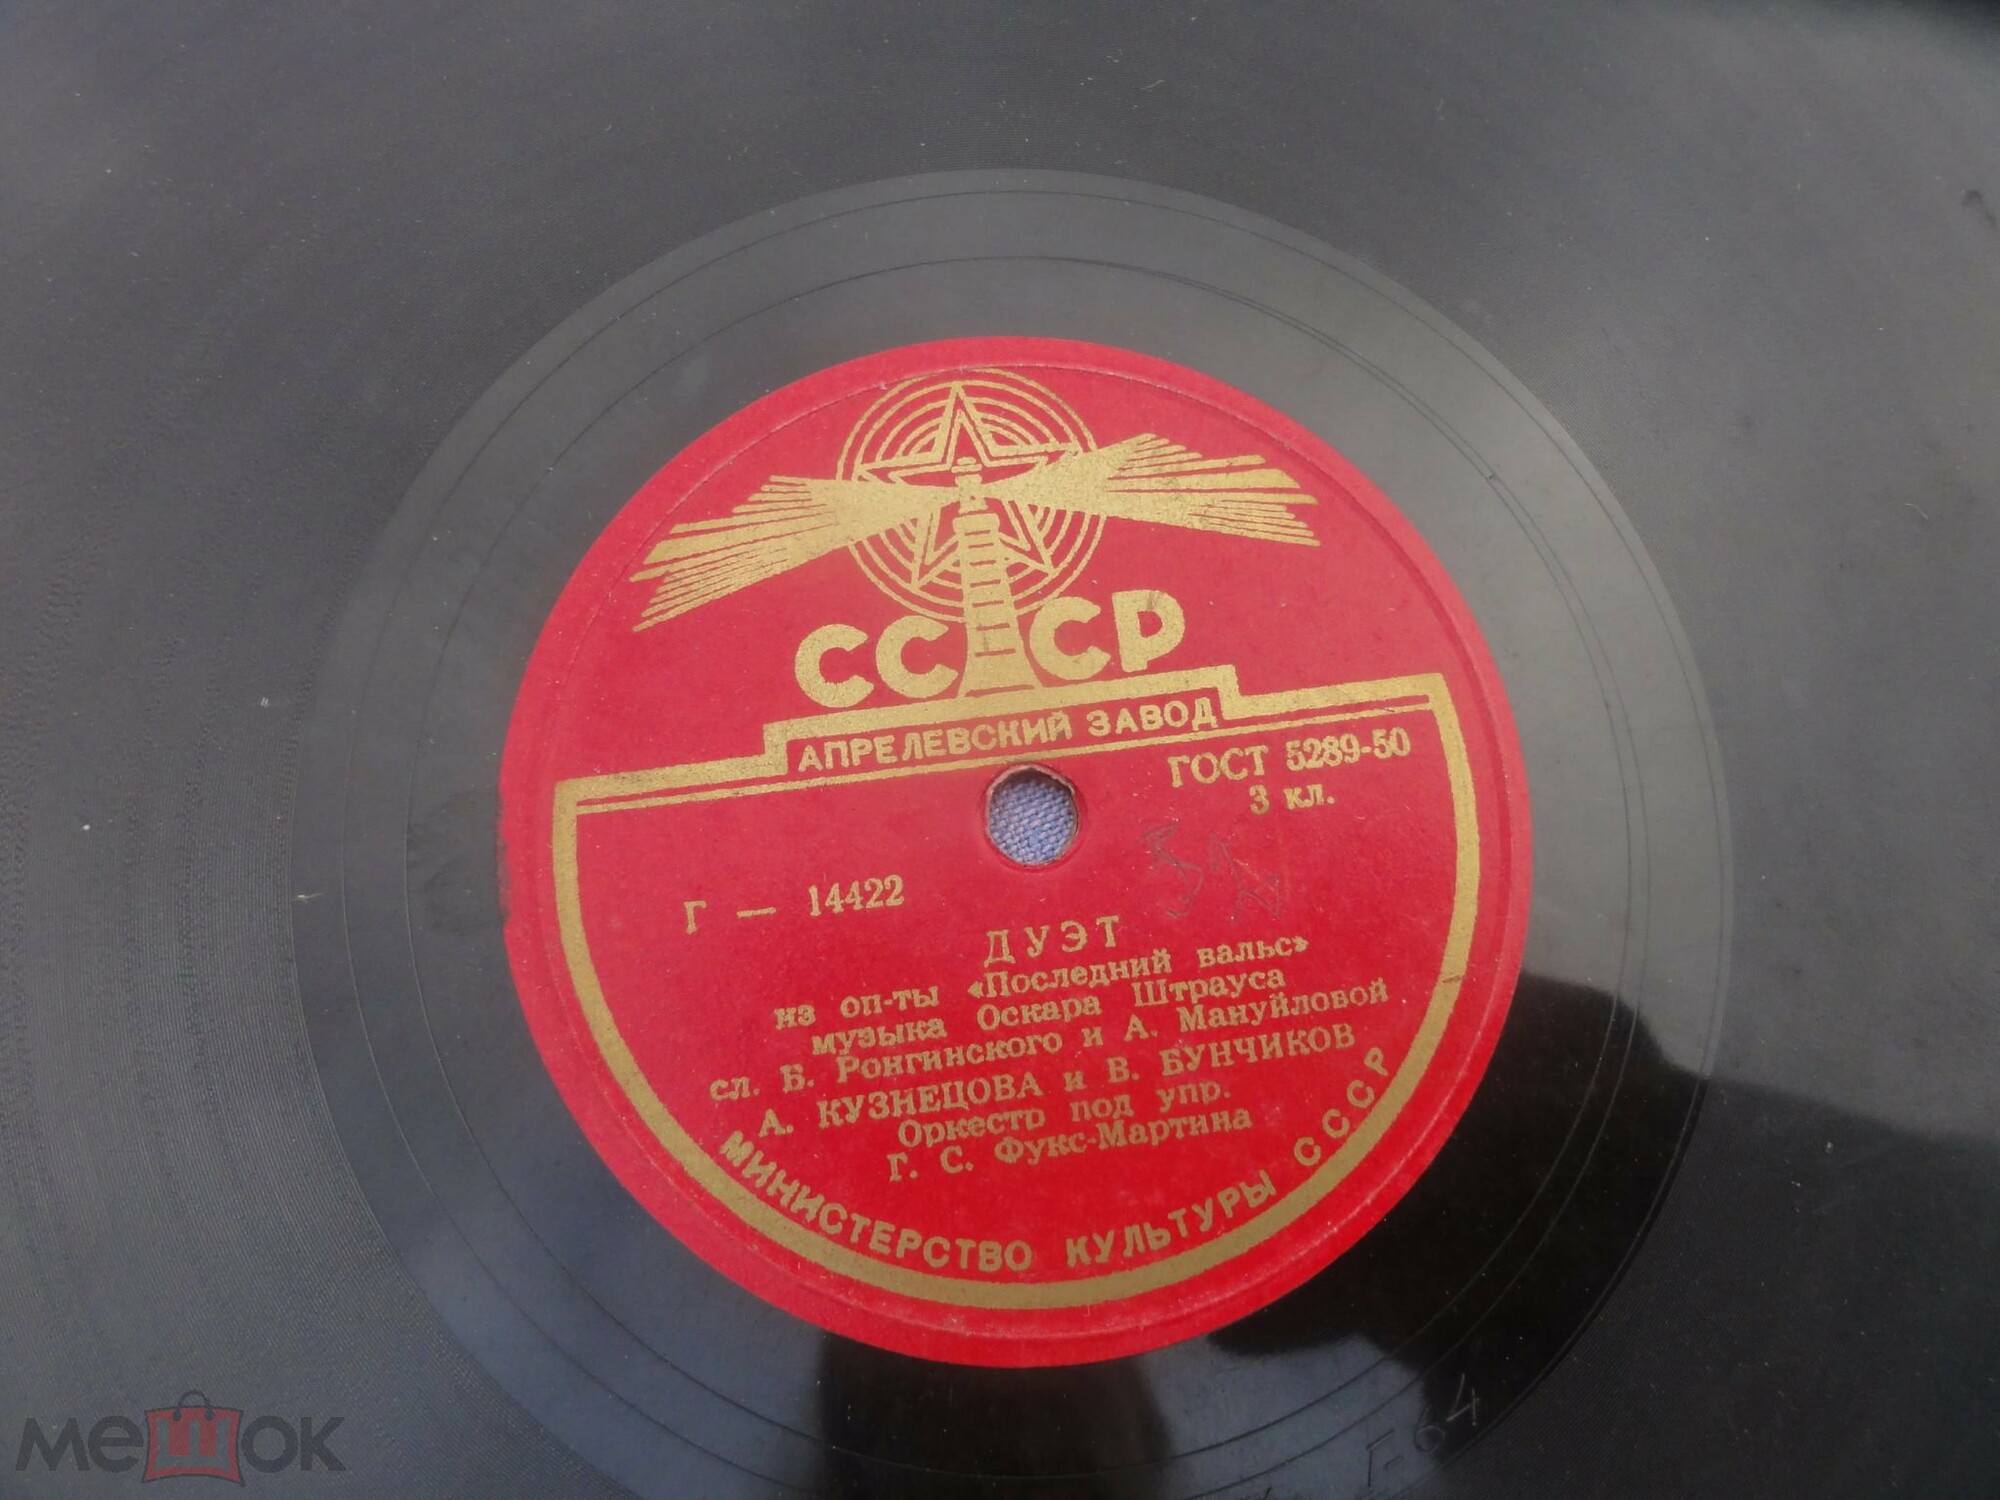 СССР
АПРЕЛЕВСКИЙ ЗАВОД
ГОСТ 5289-50
3 кл.
Г — 14422
ДУЭТ
из оп-ты «Последний вальс»
музыка Оскара Штрауса
сл. Б. Ронгинского и А. Мануйловой
А. КУЗНЕЦОВА и В. БУНЧИКОВ
Оркестр под упр.
Г. С. Фукс-Мартина
МИНИСТЕРСТВО КУЛЬТУРЫ СССР
мешок